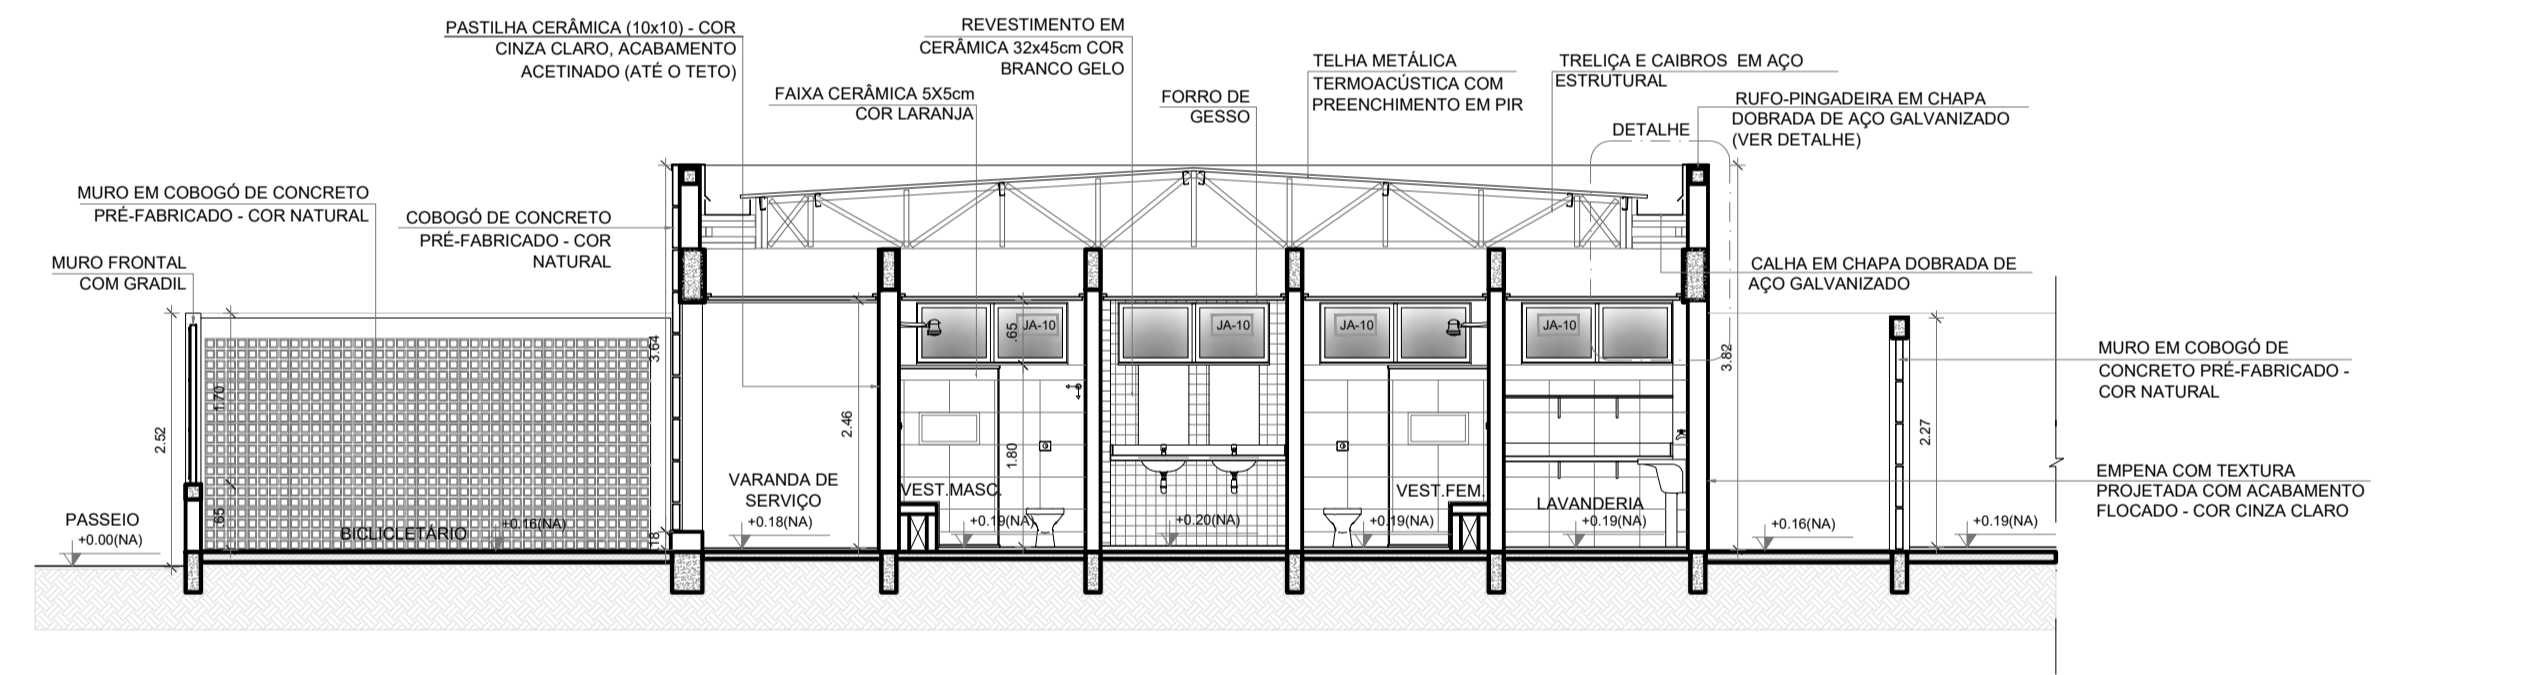 PASTILHA CERÂMICA (10x10) - COR
CINZA CLARO, ACABAMENTO
ACETINADO (ATÉ O TETO)
REVESTIMENTO EM
CERÂMICA 32x45cm COR
BRANCO GELO
FAIXA CERÂMICA 5X5cm
COR LARANJA
FORRO DE
GESSO
TELHA METÁLICA
TERMOACÚSTICA COM
PREENCHIMENTO EM PIR
TRELIÇA E CAIBROS EM AÇO
ESTRUTURAL
RUFO-PINGADEIRA EM CHAPA
DOBRADA DE AÇO GALVANIZADO
(VER DETALHE)
DETALHE
MURO EM COBOGÓ DE CONCRETO
PRÉ-FABRICADO - COR NATURAL
COBOGÓ DE CONCRETO
PRÉ-FABRICADO - COR
NATURAL
MURO FRONTAL
COM GRADIL
CALHA EM CHAPA DOBRADA DE
AÇO GALVANIZADO
JA-10
JA-10
JA-10
JA-10
.65
3.64
3.82
MURO EM COBOGÓ DE
CONCRETO PRÉ-FABRICADO -
COR NATURAL
1.70
2.52
2.46
1.80
2.27
EMPENA COM TEXTURA
PROJETADA COM ACABAMENTO
FLOCADO - COR CINZA CLARO
VARANDA DE
SERVIÇO
+0.18(NA)
VEST.MASC.
+0.19(NA)
+0.20(NA)
VEST.FEM.
+0.19(NA)
LAVANDERIA
+0.19(NA)
+0.16(NA)
+0.19(NA)
PASSEIO
+0.00(NA)
.65
BICLICLETÁRIO
+0.16(NA)
.18